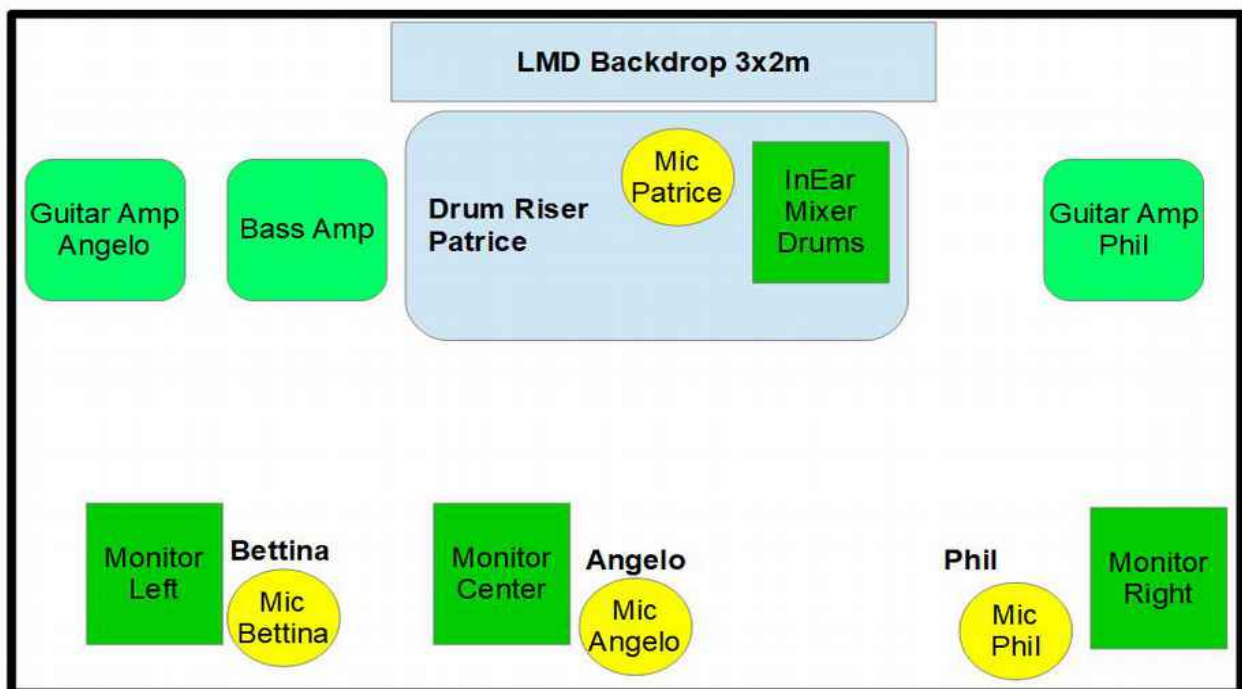 LMD Backdrop 3x2m
Guitar Amp
Angelo
Bass Amp
Drum Riser
Patrice
Mic
Patrice
InEar
Mixer
Drums
Guitar Amp
Phil
Monitor
Left
Bettina
Mic
Bettina
Monitor
Center
Angelo
Mic
Angelo
Phil
Mic
Phil
Monitor
Right